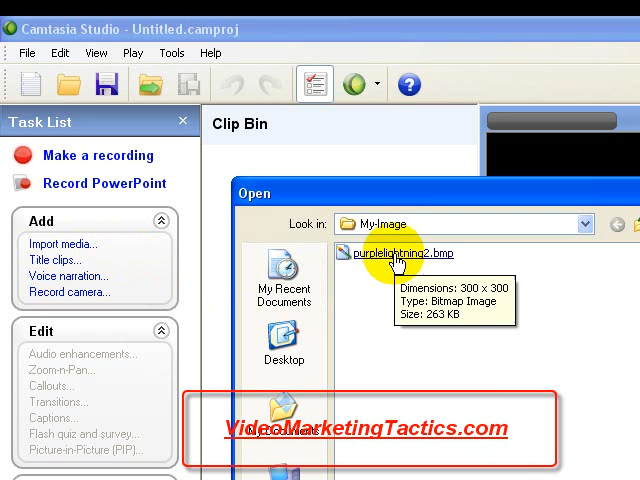 Camtasia Studio - Untitled.camproj
File Edit View Play Tools Help
Task List
Clip Bin
Make a recording
Record PowerPoint
Open
Add
Import media...
Title clips...
Voice narration...
Record camera...
Look in: My-Image
purplelightning2.bmp
Dimensions: 300 x 300
Type: Bitmap Image
Size: 263 KB
My Recent
Documents
Desktop
My Documents
Edit
Audio enhancements...
Zoom-n-Pan...
Callouts...
Transitions...
Captions...
Flash quiz and survey...
Picture-in-Picture (PIP)...
VideoMarketingTactics.com